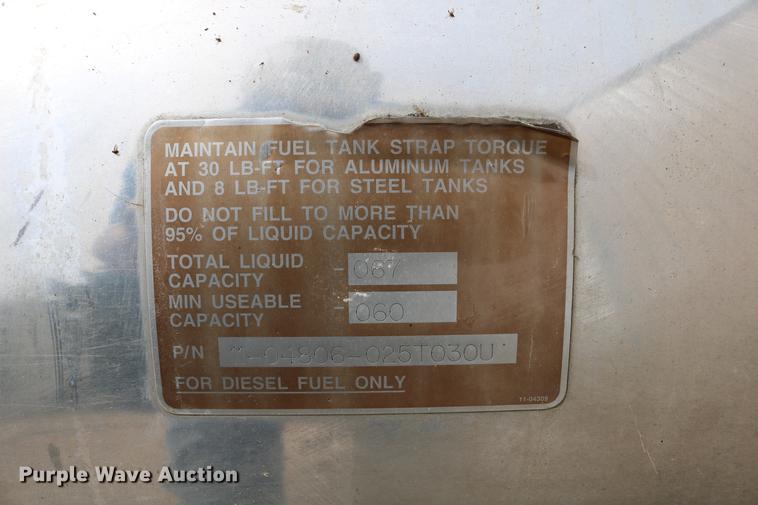 MAINTAIN FUEL TANK STRAP TORQUE
AT 30 LB-FT FOR ALUMINUM TANKS
AND 8 LB-FT FOR STEEL TANKS
DO NOT FILL TO MORE THAN
95% OF LIQUID CAPACITY
TOTAL LIQUID CAPACITY - 067
MIN USEABLE CAPACITY - 060
P/N "-04806-025T030U
FOR DIESEL FUEL ONLY
11-04309
Purple Wave Auction